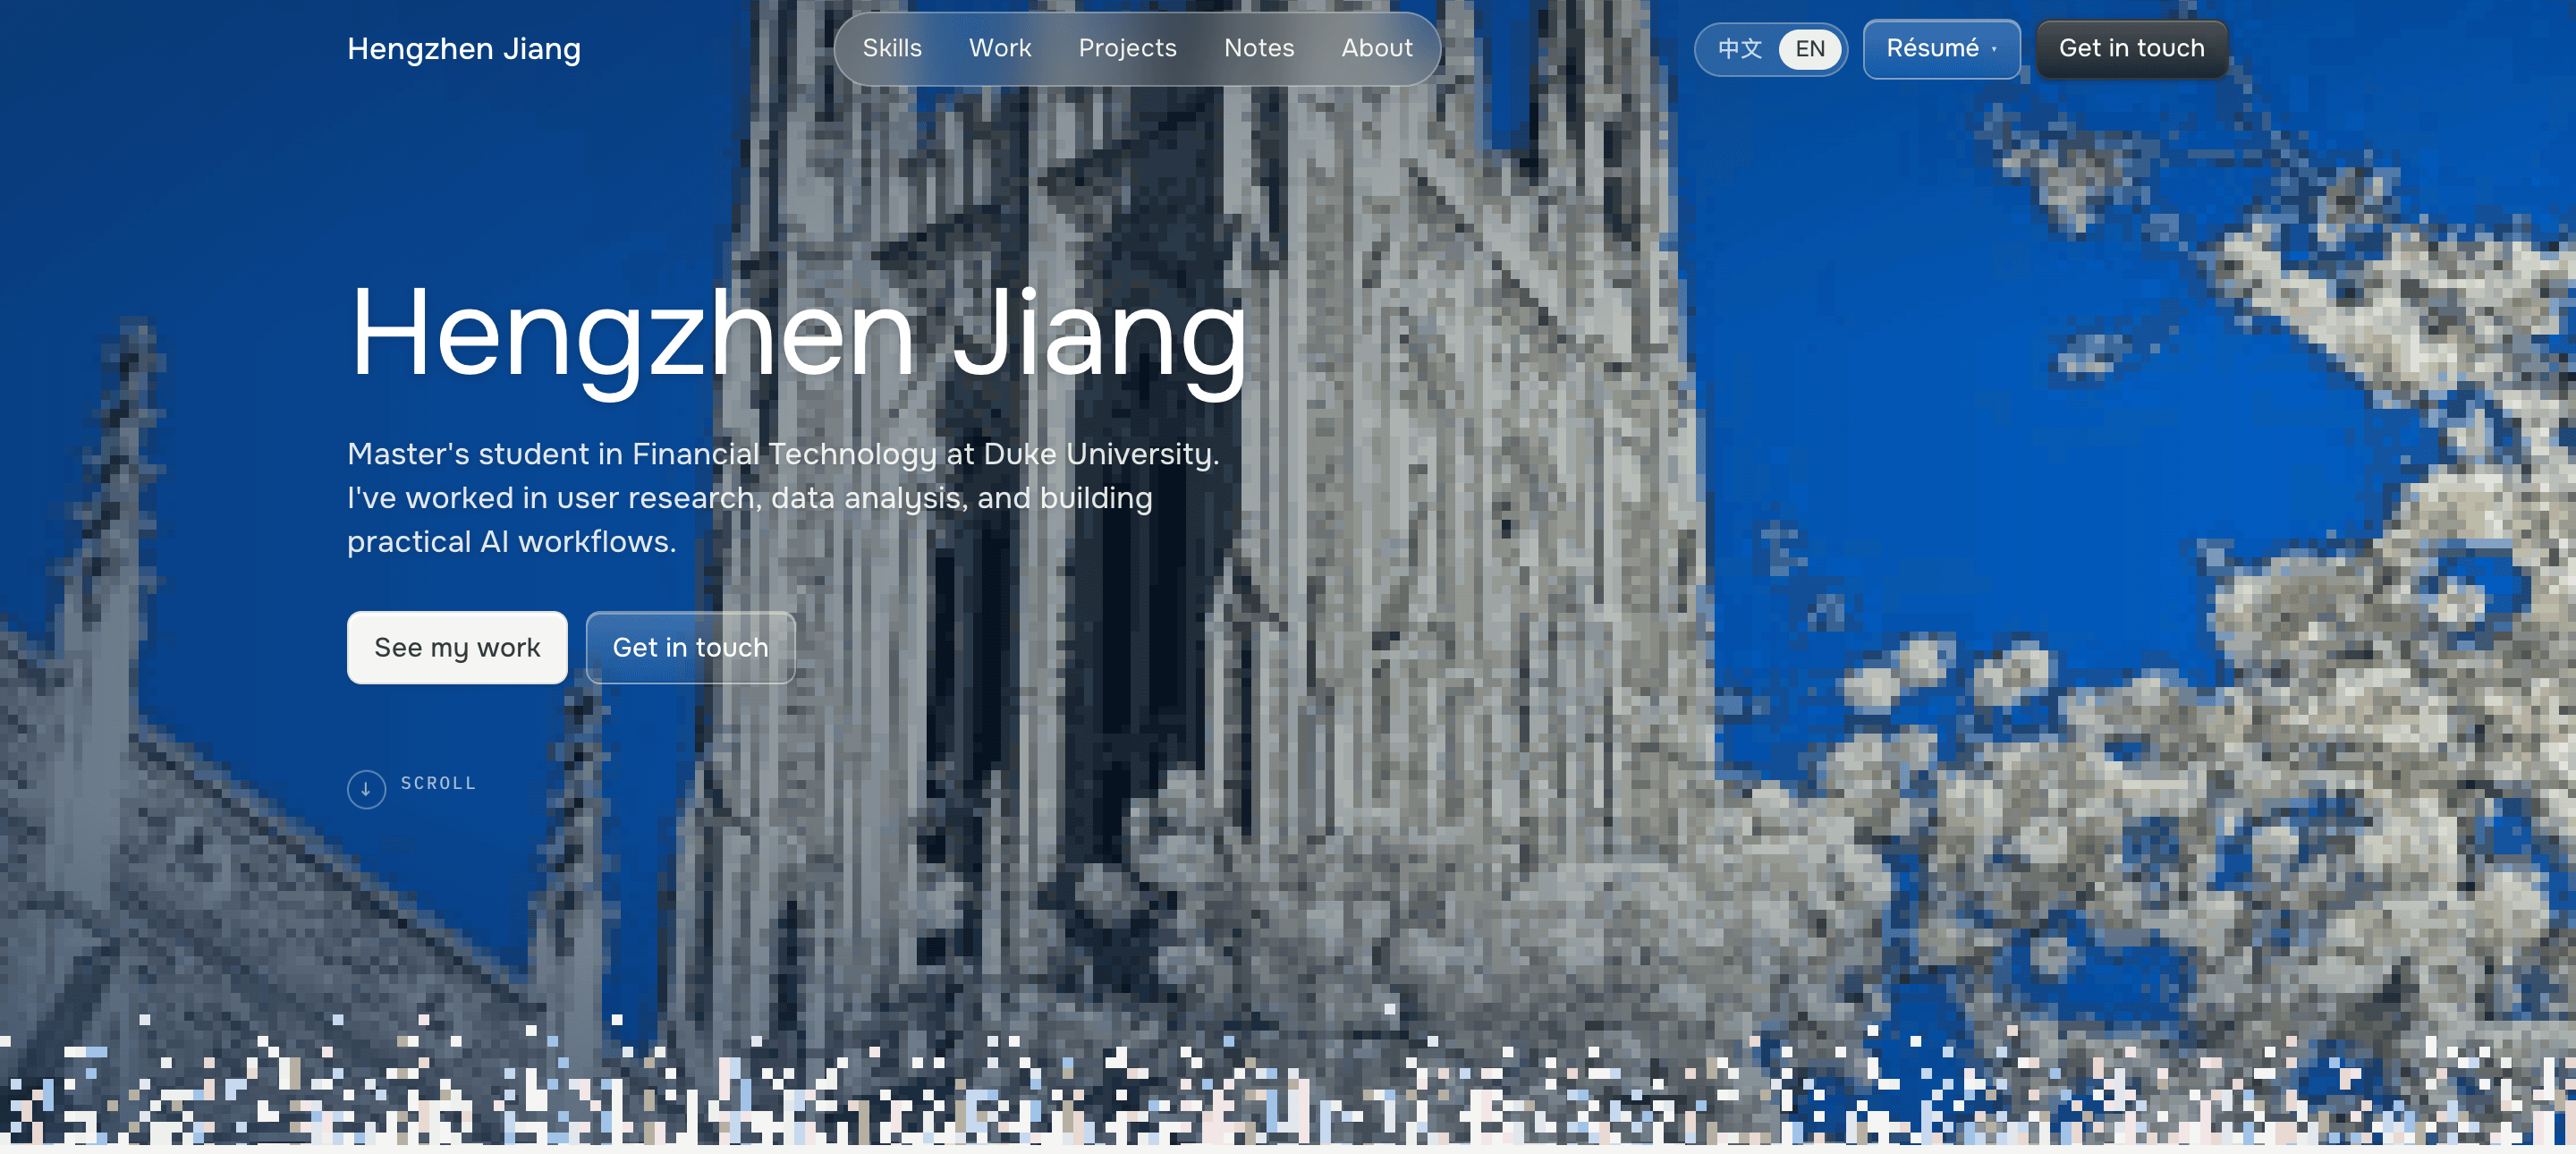 Hengzhen Jiang
Skills Work Projects Notes About
中文 EN
Résumé
Get in touch
Hengzhen Jiang
Master's student in Financial Technology at Duke University.
I've worked in user research, data analysis, and building
practical AI workflows.
See my work
Get in touch
SCROLL